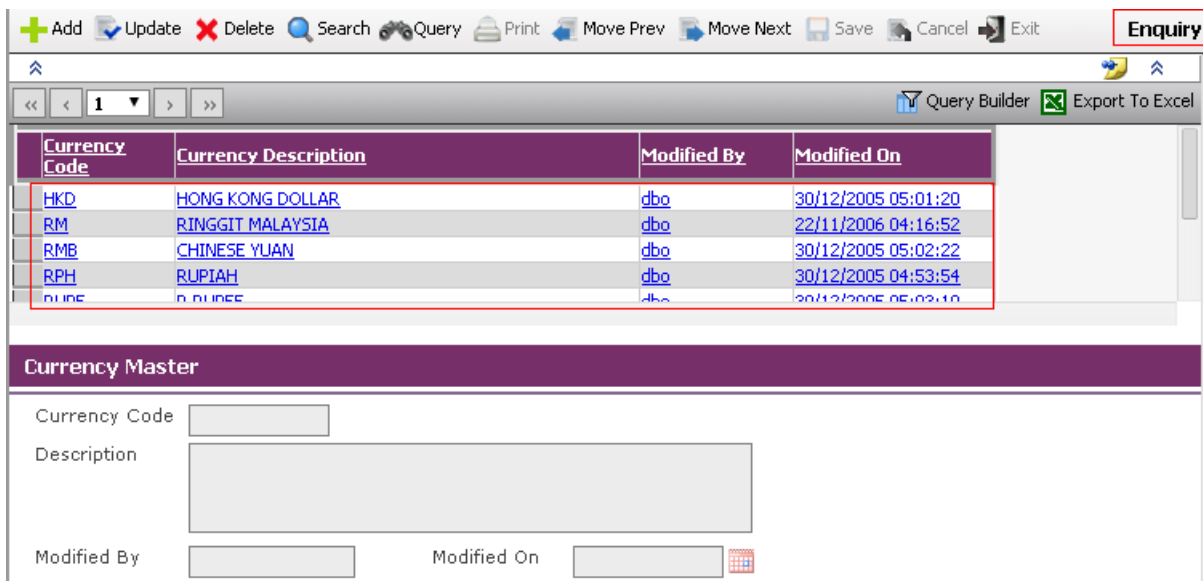 Add Update Delete Search Query Print Move Prev Move Next Save Cancel Exit Enquiry
<< < 1 > >> Query Builder Export To Excel
Currency Code Currency Description Modified By Modified On
HKD HONG KONG DOLLAR dbo 30/12/2005 05:01:20
RM RINGGIT MALAYSIA dbo 22/11/2006 04:16:52
RMB CHINESE YUAN dbo 30/12/2005 05:02:22
RPH RUPIAH dbo 30/12/2005 04:53:54
dbo
Currency Master
Currency Code
Description
Modified By Modified On